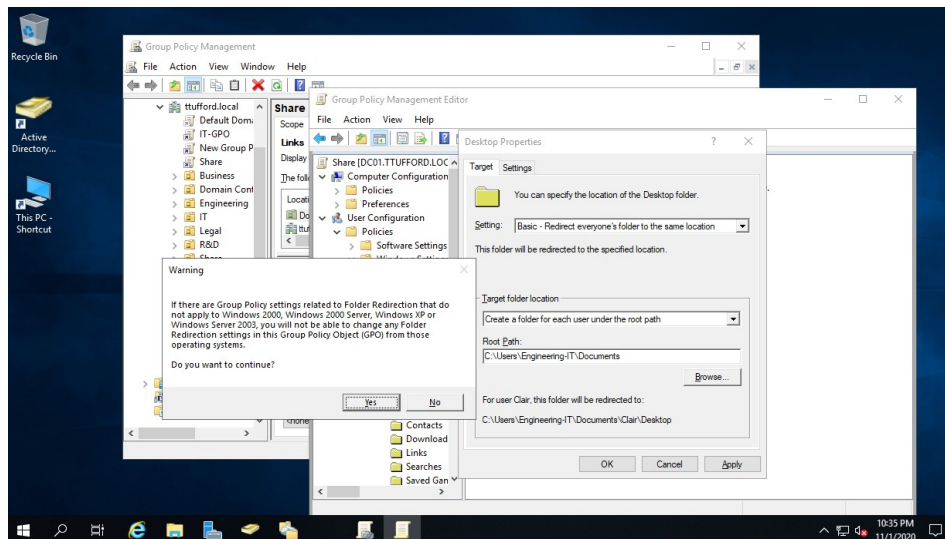 Recycle Bin
Active
Directory...
This PC -
Shortcut
Group Policy Management
File Action View Window Help
ttufford.local
Default Doma
IT-GPO
New Group P
Share
Business
Domain Cont
Engineering
IT
Legal
R&D
Share
Scope
Links
Display
The foll
Locati
Do
ttuf
Group Policy Management Editor
File Action View Help
Share [DC01.TTUFFORD.LOC
Computer Configuration
Policies
Preferences
User Configuration
Policies
Software Settings
Windows Settings
Contacts
Download
Links
Searches
Saved Gan
Desktop Properties
? 
Target Settings
You can specify the location of the Desktop folder.
Setting: Basic - Redirect everyone's folder to the same location
This folder will be redirected to the specified location.
Target folder location
Create a folder for each user under the root path
Root Path:
C:\Users\Engineering-IT\Documents
Browse...
For user Clair, this folder will be redirected to:
C:\Users\Engineering-IT\Documents\Clair\Desktop
OK Cancel Apply
Warning
If there are Group Policy settings related to Folder Redirection that do
not apply to Windows 2000, Windows 2000 Server, Windows XP or
Windows Server 2003, you will not be able to change any Folder
Redirection settings in this Group Policy Object (GPO) from those
operating systems.
Do you want to continue?
Yes No
10:35 PM
11/1/2020